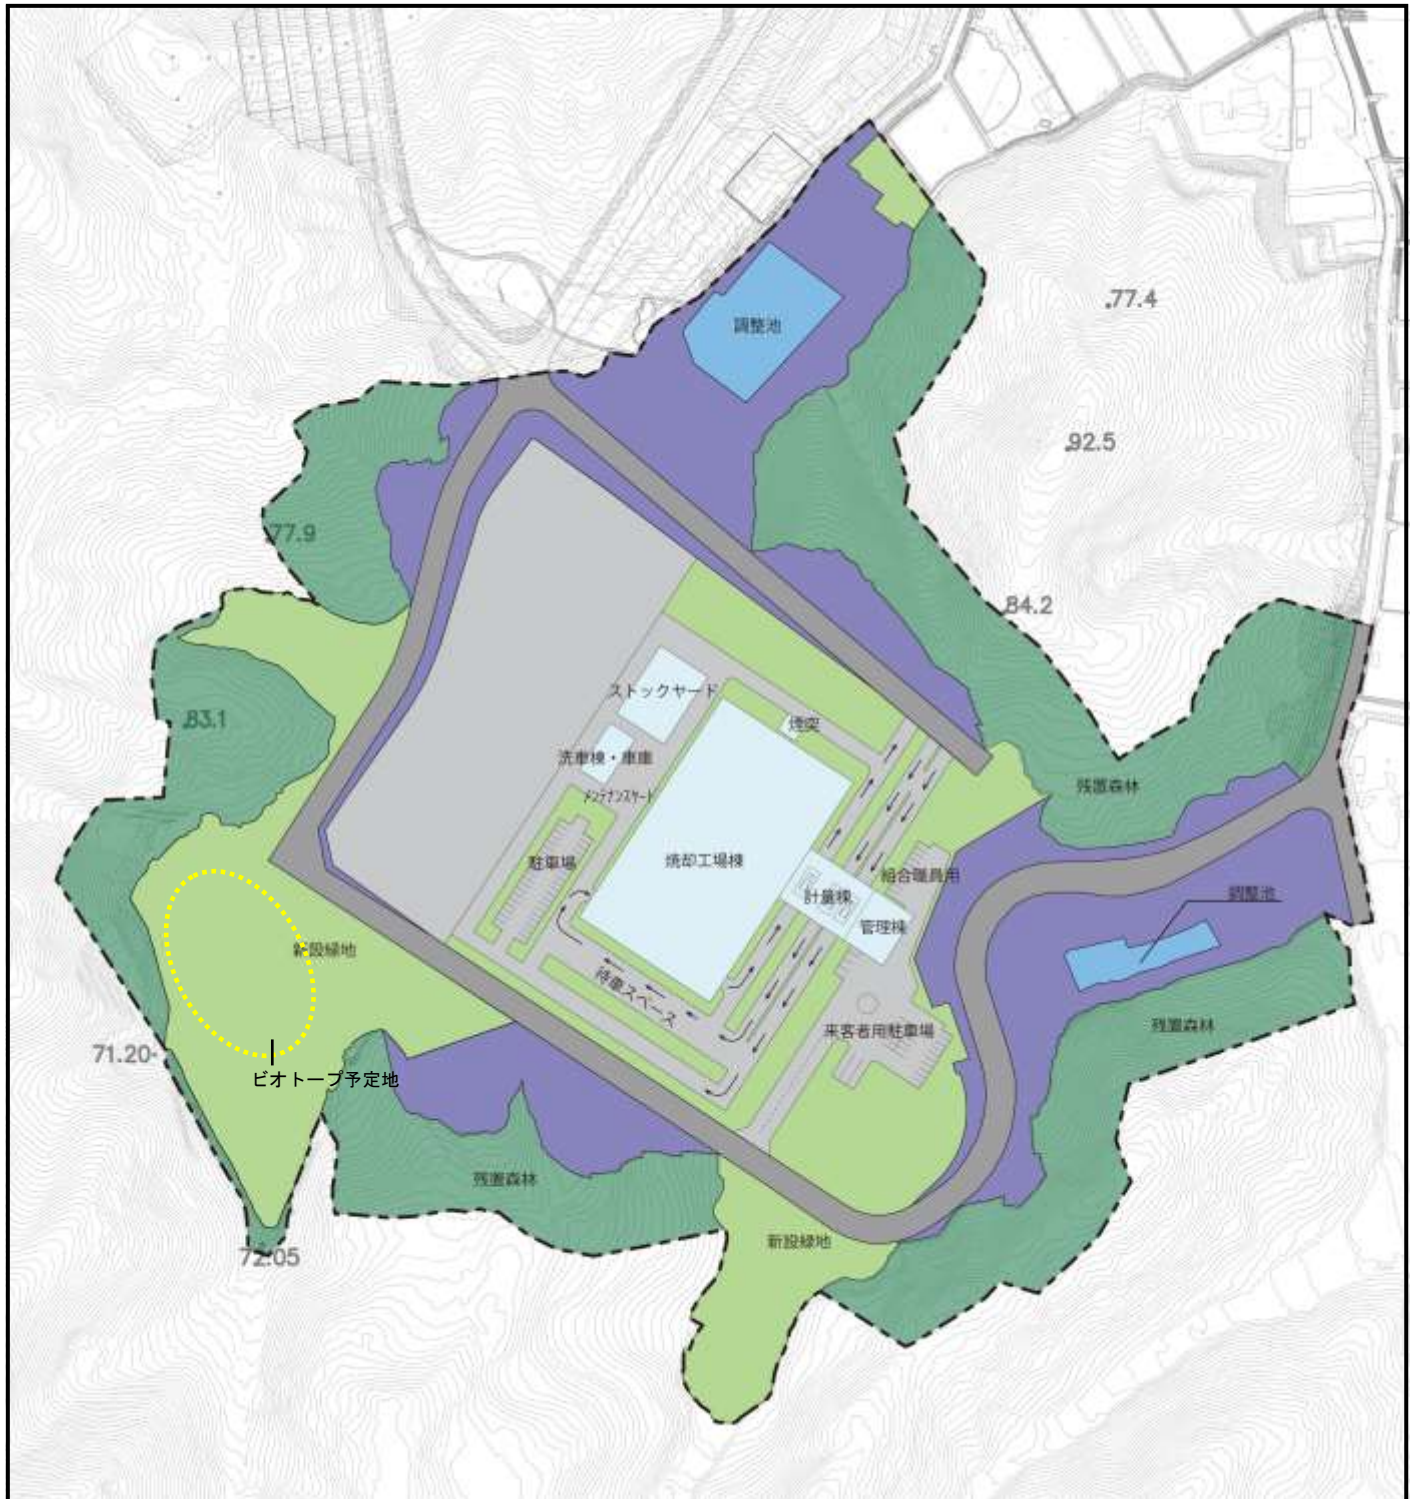 .77.4
調整池
.92.5
.77.9
.84.2
ストックヤード
.83.1
煙突
洗車棟・車庫
残置森林
メンテナンスヤード
駐車場
焼却工場棟
組合職員用
計量棟
調整池
管理棟
新設緑地
待車スペース
残置森林
来客者用駐車場
71.20
ビオトープ予定地
残置森林
新設緑地
72.05